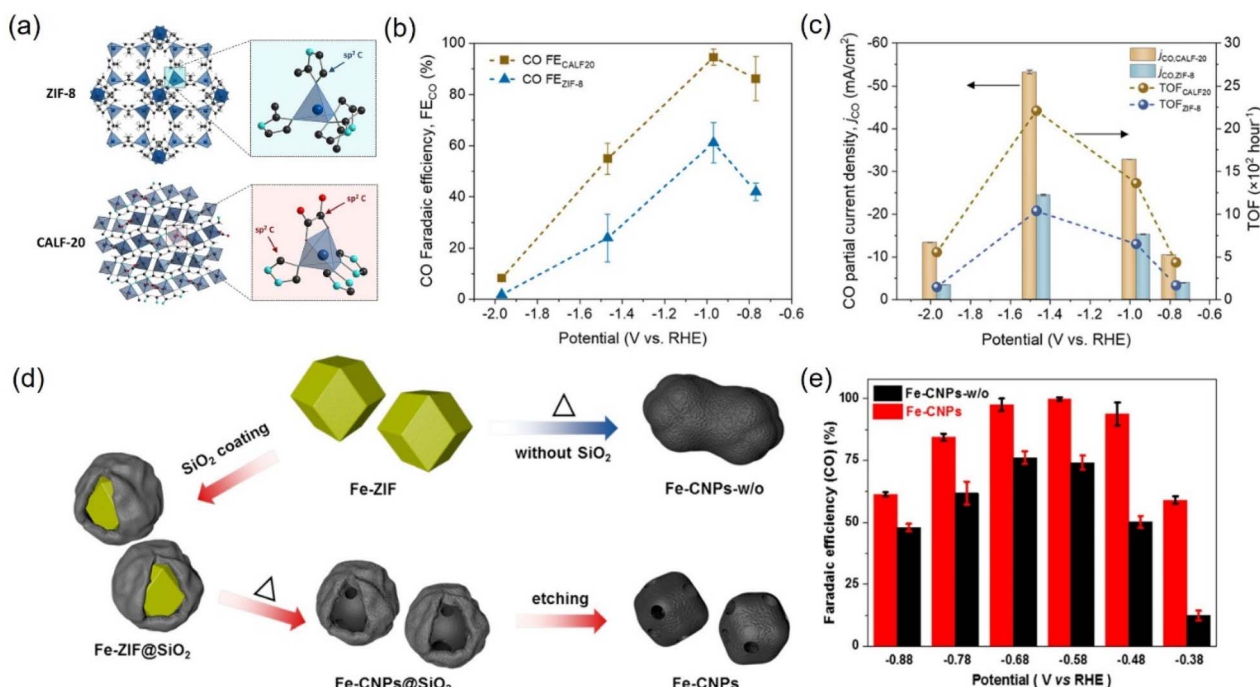 (a)
ZIF-8
sp² C
CALF-20
sp² C
sp² C
(b)
CO Faradaic efficiency, FE_CO (%)
100
80
60
40
20
0
CO FE_CALF20
CO FE_ZIF-8
-2.0 -1.8 -1.6 -1.4 -1.2 -1.0 -0.8 -0.6
Potential (V vs. RHE)
(c)
CO partial current density, j_CO (mA/cm²)
-60
-50
-40
-30
-20
-10
0
j_CO,CALF-20
j_CO,ZIF-8
TOF_CALF20
TOF_ZIF-8
30
25
20
15
10
5
0
TOF (×10² hour⁻¹)
-2.0 -1.8 -1.6 -1.4 -1.2 -1.0 -0.8 -0.6
Potential (V vs. RHE)
(d)
SiO₂ coating
Fe-ZIF
△
without SiO₂
Fe-CNPs-w/o
Fe-ZIF@SiO₂
△
Fe-CNPs@SiO₂
etching
Fe-CNPs
(e)
Faradaic efficiency (CO) (%)
100
75
50
25
0
Fe-CNPs-w/o
Fe-CNPs
-0.88 -0.78 -0.68 -0.58 -0.48 -0.38
Potential ( V vs RHE )